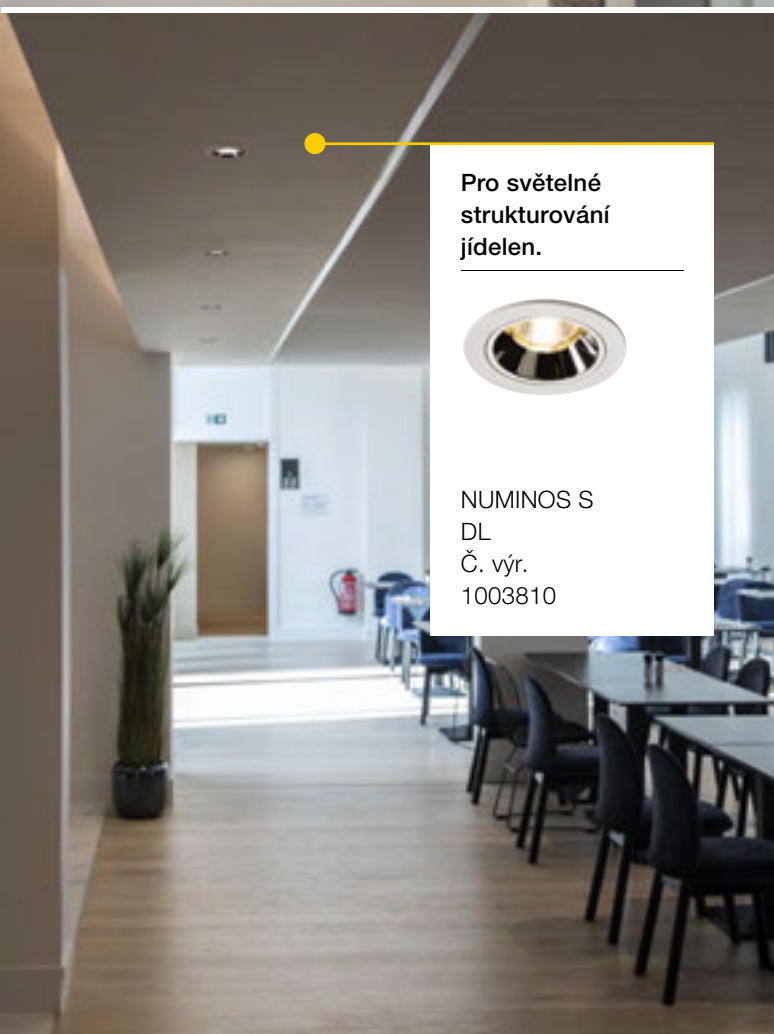 Pro světelné
strukturování
jídelen.
NUMINOS S
DL
Č. výr.
1003810